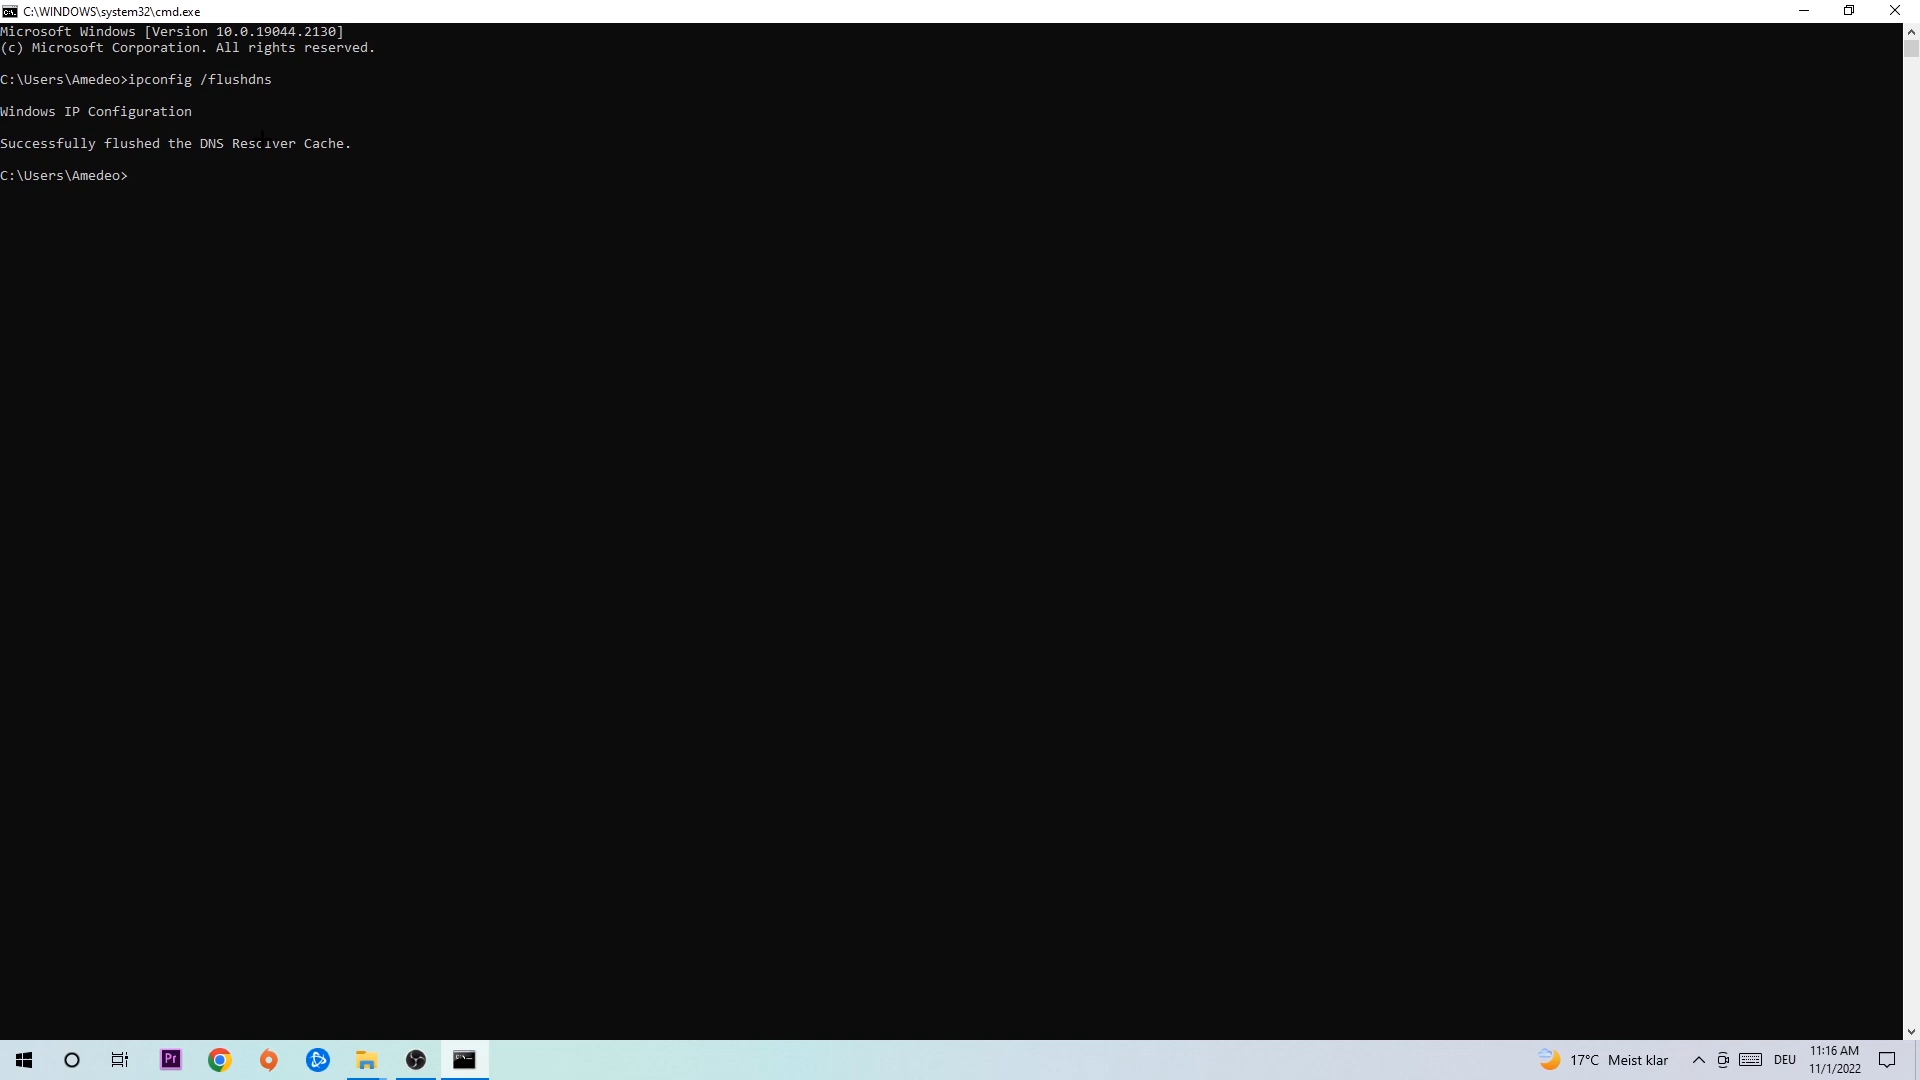 C:\WINDOWS\system32\cmd.exe
Microsoft Windows [Version 10.0.19044.2130]
(c) Microsoft Corporation. All rights reserved.
C:\Users\Amedeo>ipconfig /flushdns
Windows IP Configuration
Successfully flushed the DNS Resolver Cache.
C:\Users\Amedeo>
Pr
17°C Meist klar
DEU
11:16 AM
11/1/2022